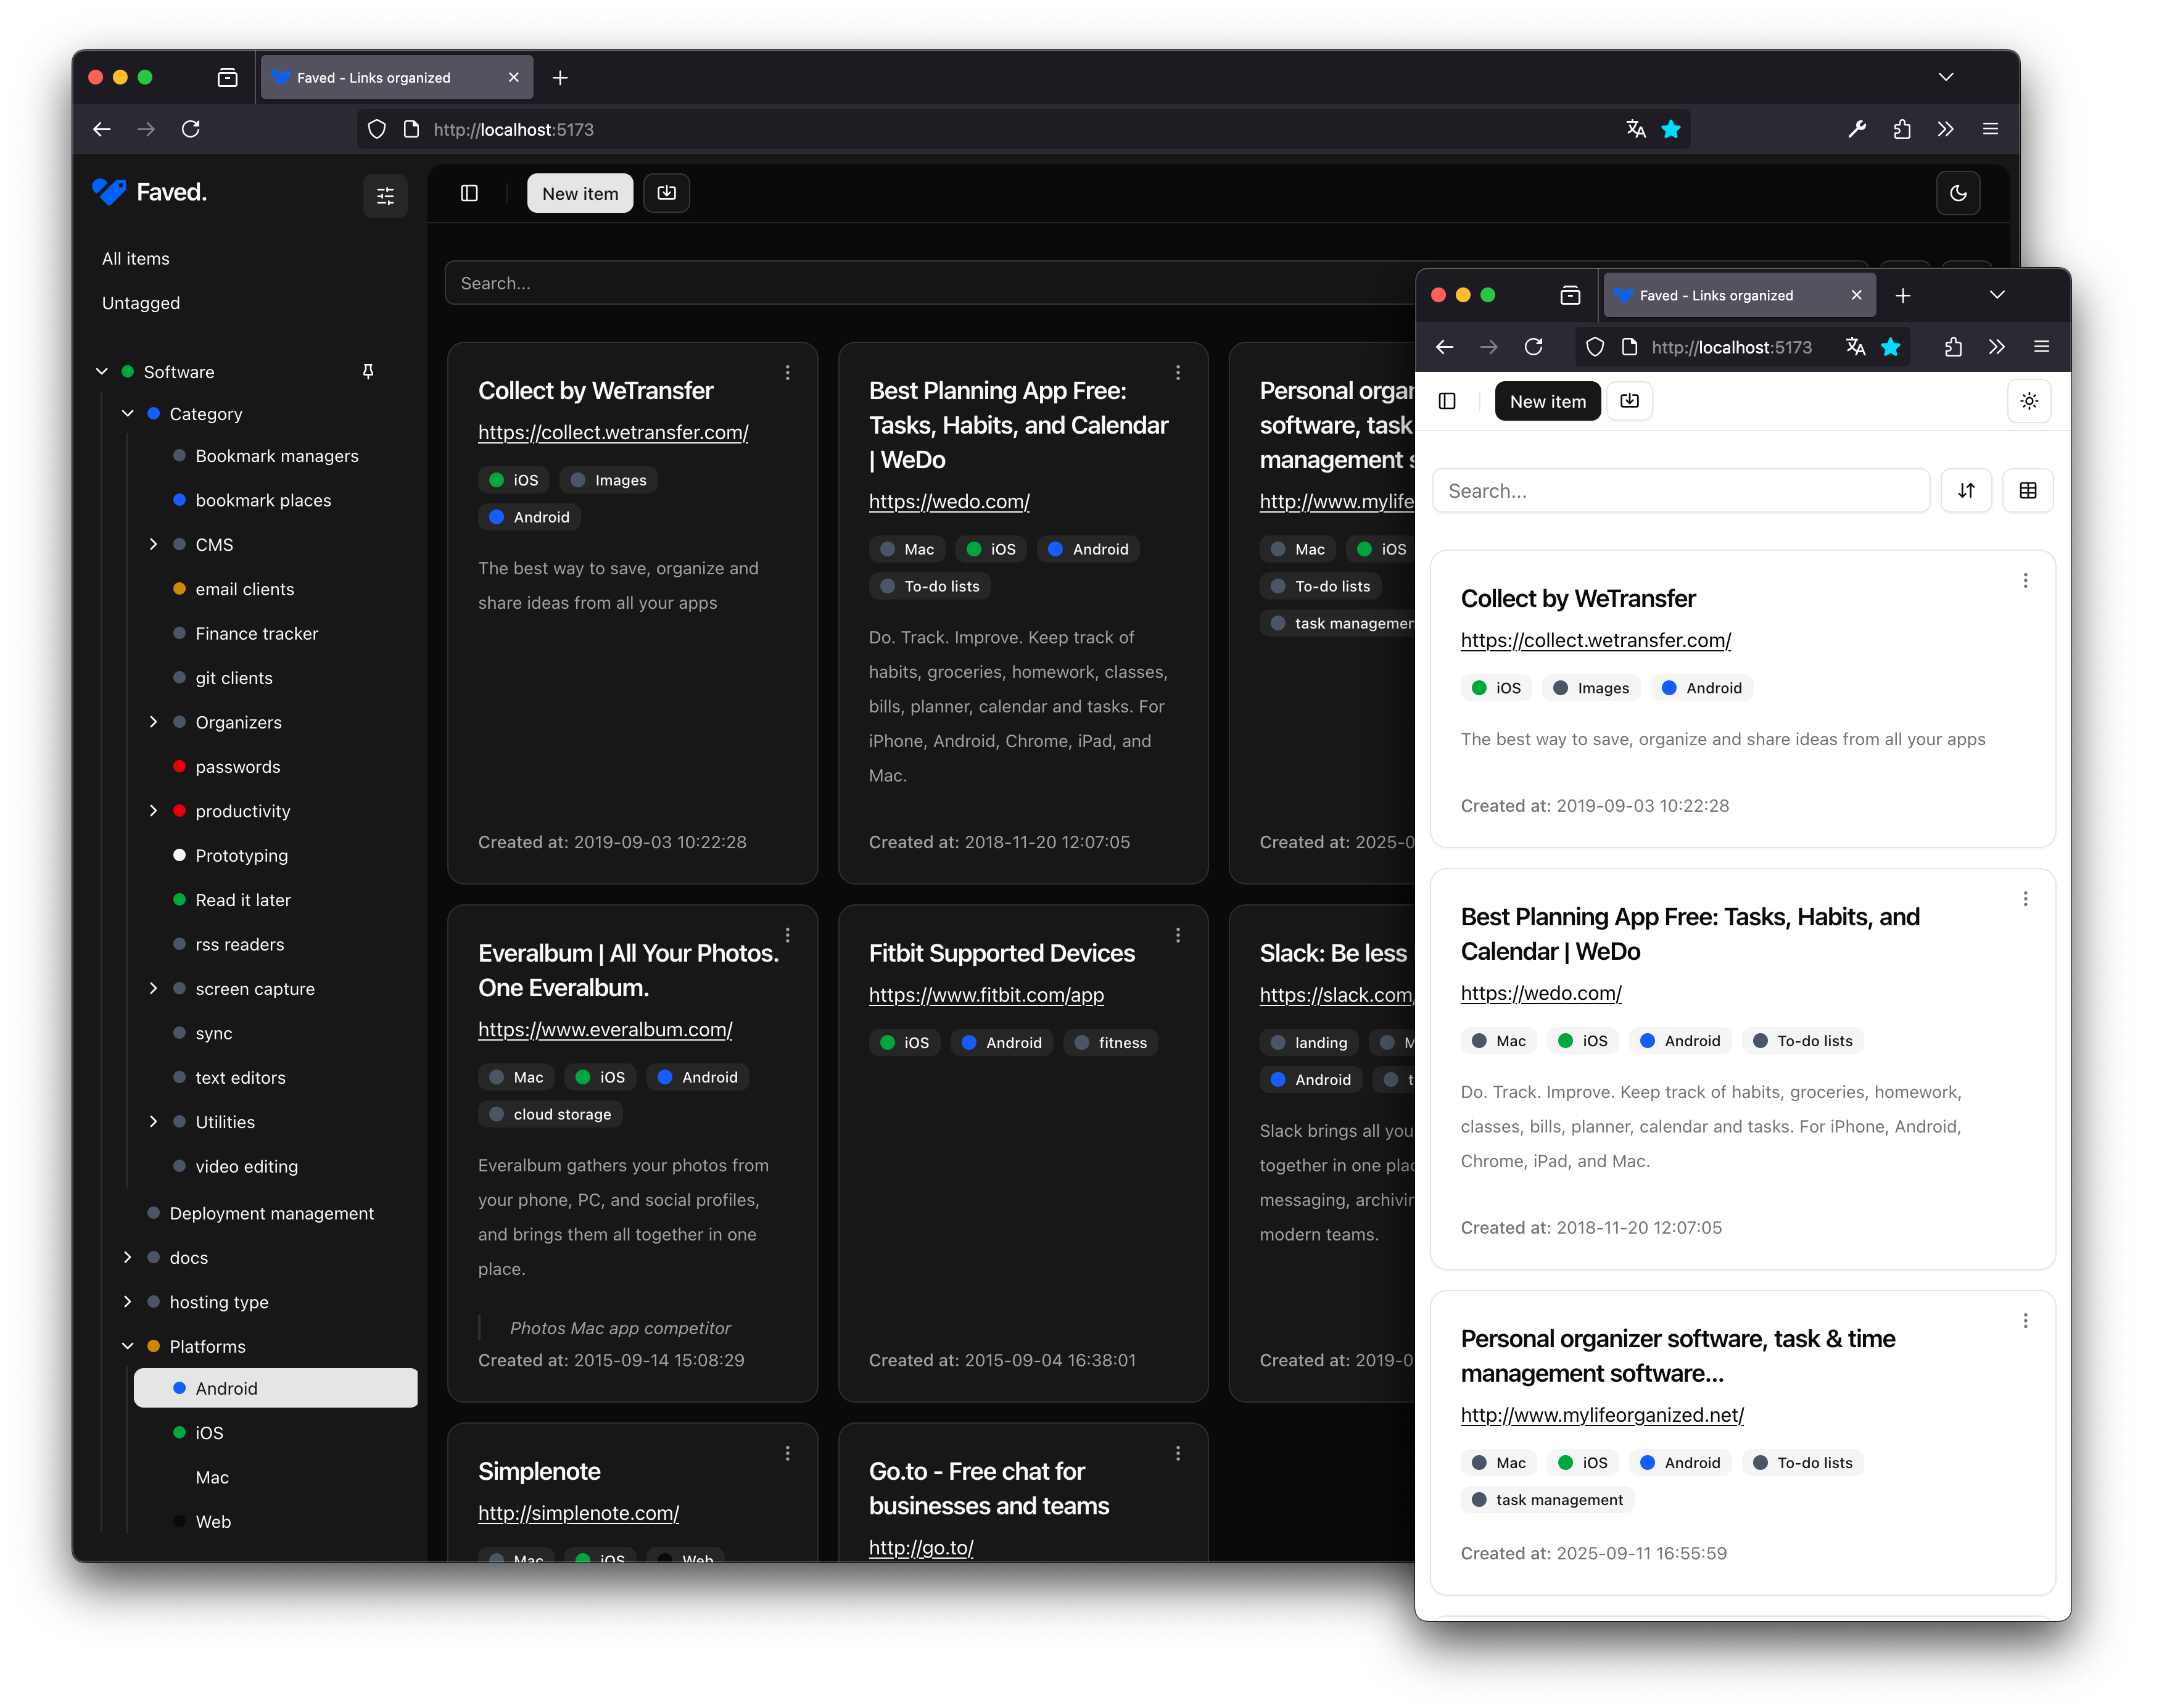 Faved - Links organized
http://localhost:5173
Faved.
All items
Untagged
Software
Category
Bookmark managers
bookmark places
CMS
email clients
Finance tracker
git clients
Organizers
passwords
productivity
Prototyping
Read it later
rss readers
screen capture
sync
text editors
Utilities
video editing
Deployment management
docs
hosting type
Platforms
Android
iOS
Mac
Web
New item
Search...
Collect by WeTransfer
https://collect.wetransfer.com/
iOS Images
Android
The best way to save, organize and
share ideas from all your apps
Created at: 2019-09-03 10:22:28
Best Planning App Free:
Tasks, Habits, and Calendar
| WeDo
https://wedo.com/
Mac iOS Android
To-do lists
Do. Track. Improve. Keep track of
habits, groceries, homework, classes,
bills, planner, calendar and tasks. For
iPhone, Android, Chrome, iPad, and
Mac.
Created at: 2018-11-20 12:07:05
Personal orgar
software, task
management s
http://www.mylife
Mac iOS
To-do lists
task managemen
Created at: 2025-0
Everalbum | All Your Photos.
One Everalbum.
https://www.everalbum.com/
Mac iOS Android
cloud storage
Everalbum gathers your photos from
your phone, PC, and social profiles,
and brings them all together in one
place.
Photos Mac app competitor
Created at: 2015-09-14 15:08:29
Fitbit Supported Devices
https://www.fitbit.com/app
iOS Android fitness
Created at: 2015-09-04 16:38:01
Slack: Be less
https://slack.com/
landing M
Android t
Slack brings all you
together in one plac
messaging, archivin
modern teams.
Created at: 2019-0
Simplenote
http://simplenote.com/
Mac iOS Web
Go.to - Free chat for
businesses and teams
http://go.to/
Faved - Links organized
http://localhost:5173
New item
Search...
Collect by WeTransfer
https://collect.wetransfer.com/
iOS Images Android
The best way to save, organize and share ideas from all your apps
Created at: 2019-09-03 10:22:28
Best Planning App Free: Tasks, Habits, and
Calendar | WeDo
https://wedo.com/
Mac iOS Android To-do lists
Do. Track. Improve. Keep track of habits, groceries, homework,
classes, bills, planner, calendar and tasks. For iPhone, Android,
Chrome, iPad, and Mac.
Created at: 2018-11-20 12:07:05
Personal organizer software, task & time
management software...
http://www.mylifeorganized.net/
Mac iOS Android To-do lists
task management
Created at: 2025-09-11 16:55:59